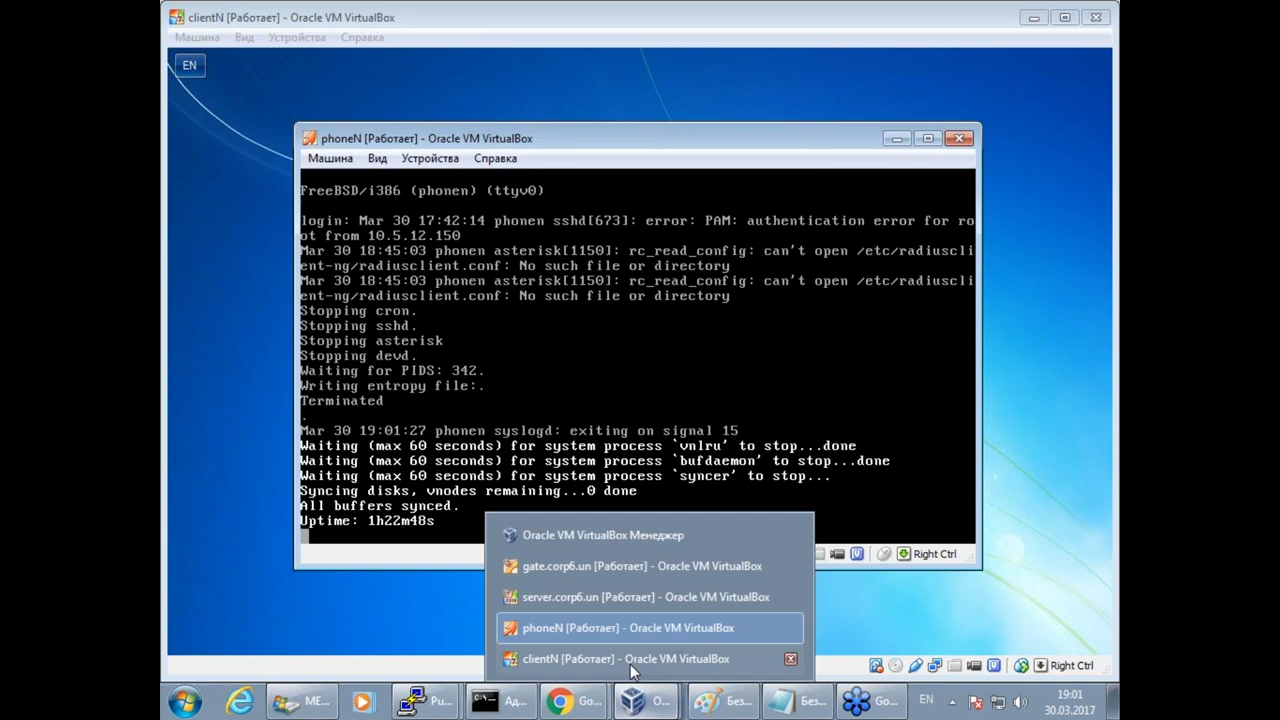 clientN [Работает] - Oracle VM VirtualBox
Машина Вид Устройства Справка
EN
phoneN [Работает] - Oracle VM VirtualBox
Машина Вид Устройства Справка
FreeBSD/i386 (phonen) (ttyv0)
login: Mar 30 17:42:14 phonen sshd[673]: error: PAM: authentication error for ro
ot from 10.5.12.150
Mar 30 18:45:03 phonen asterisk[1150]: rc_read_config: can't open /etc/radiuscli
ent-ng/radiusclient.conf: No such file or directory
Mar 30 18:45:03 phonen asterisk[1150]: rc_read_config: can't open /etc/radiuscli
ent-ng/radiusclient.conf: No such file or directory
Stopping cron.
Stopping sshd.
Stopping asterisk
Stopping devd.
Waiting for PIDS: 342.
Writing entropy file:.
Terminated
.
Mar 30 19:01:27 phonen syslogd: exiting on signal 15
Waiting (max 60 seconds) for system process `vnlru' to stop...done
Waiting (max 60 seconds) for system process `bufdaemon' to stop...done
Waiting (max 60 seconds) for system process `syncer' to stop...
Syncing disks, vnodes remaining...0 done
All buffers synced.
Uptime: 1h22m48s
Right Ctrl
Oracle VM VirtualBox Менеджер
gate.corp6.un [Работает] - Oracle VM VirtualBox
server.corp6.un [Работает] - Oracle VM VirtualBox
phoneN [Работает] - Oracle VM VirtualBox
clientN [Работает] - Oracle VM VirtualBox
Right Ctrl
ME... Pu... Ад... Go... O... Без... Без... Go... EN 19:01
30.03.2017